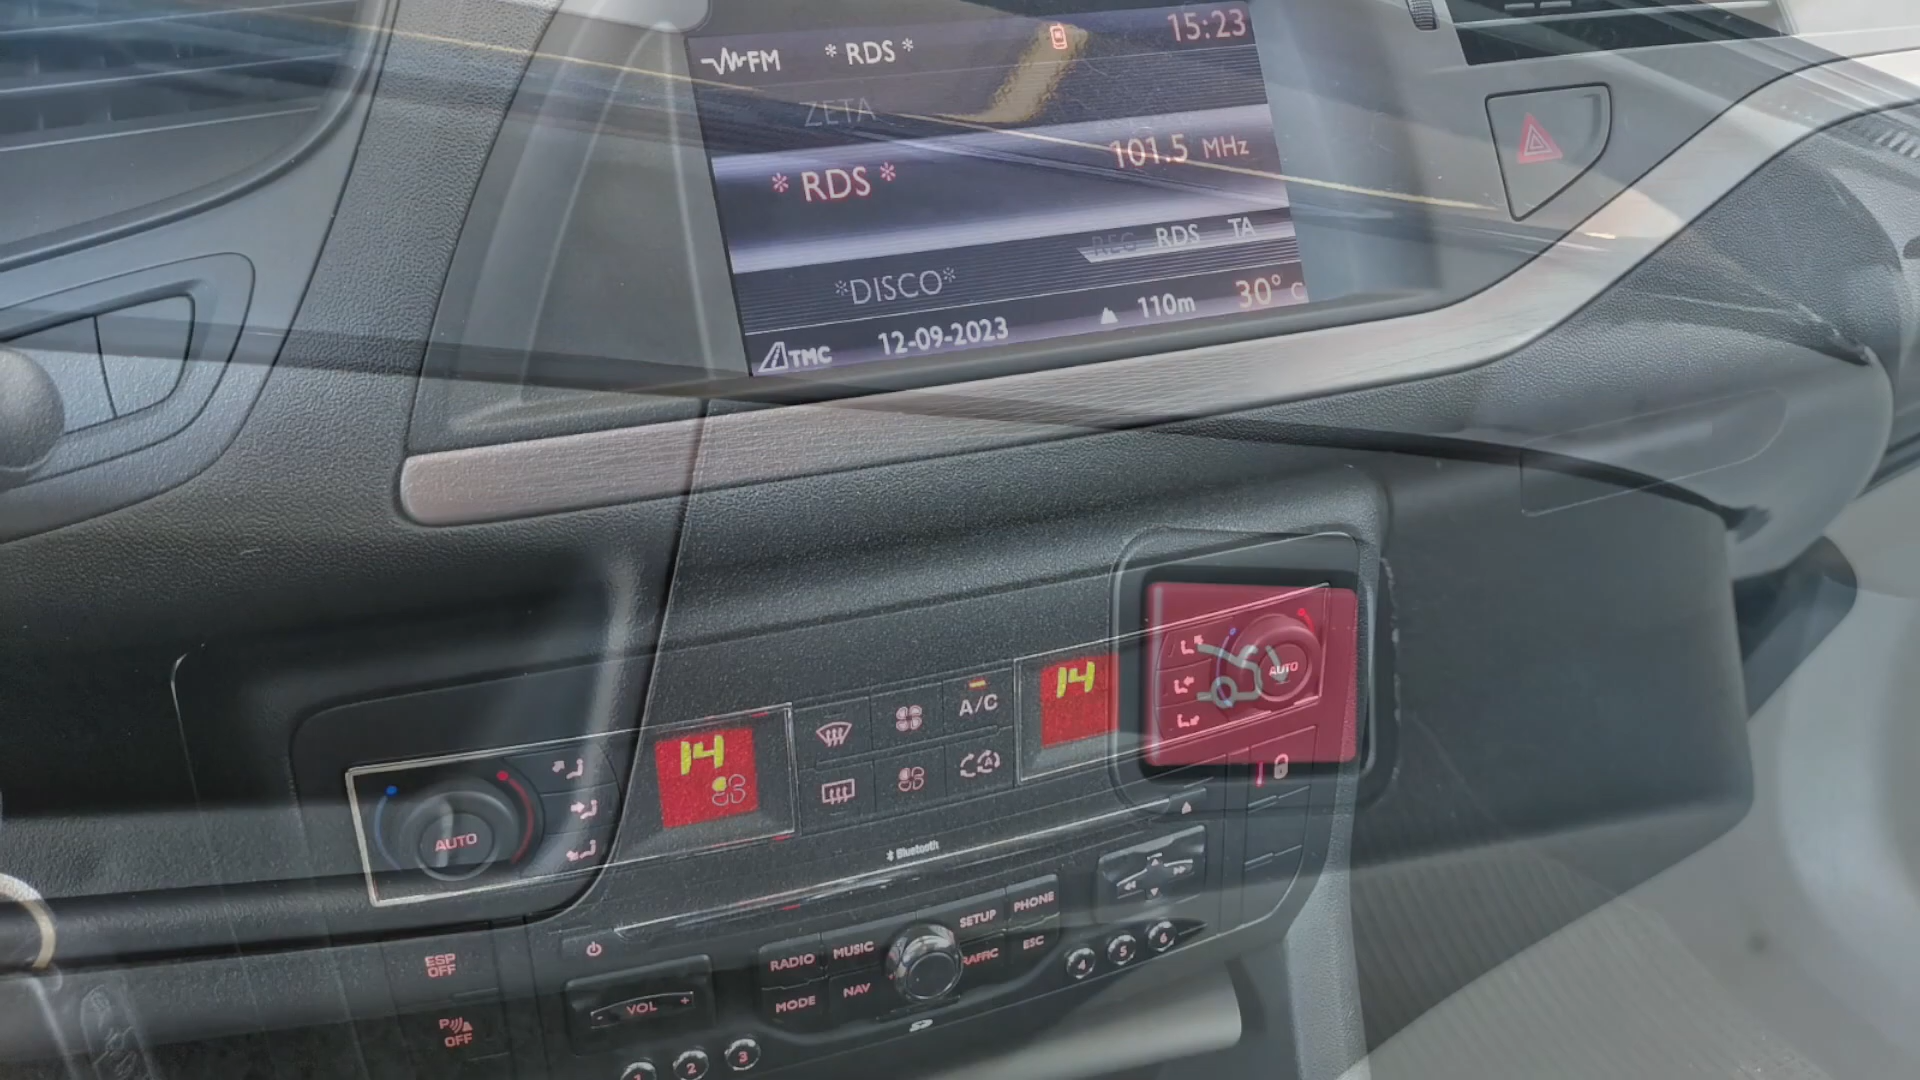 FM * RDS * 15:23
ZETA
101.5 MHz
* RDS *
REG RDS TA
*DISCO*
TMC 12-09-2023 110m 30° C
14
A/C
AUTO
14
AUTO
Bluetooth
ESP OFF
P OFF
VOL +
RADIO MUSIC SETUP PHONE
MODE NAV RAFFIC ESC
1 2 3 4 5 6